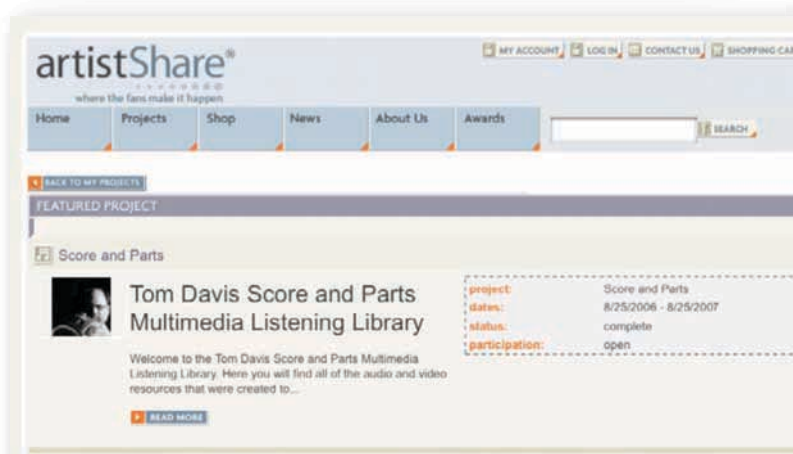 MY ACCOUNT LOG IN CONTACT US SHOPPING CAR
artistShare®
where the fans make it happen
Home Projects Shop News About Us Awards
SEARCH
BACK TO MY PROJECTS
FEATURED PROJECT
Score and Parts
Tom Davis Score and Parts
Multimedia Listening Library
Welcome to the Tom Davis Score and Parts Multimedia
Listening Library. Here you will find all of the audio and video
resources that were created to...
READ MORE
project: Score and Parts
dates: 8/25/2006 - 8/25/2007
status: complete
participation: open